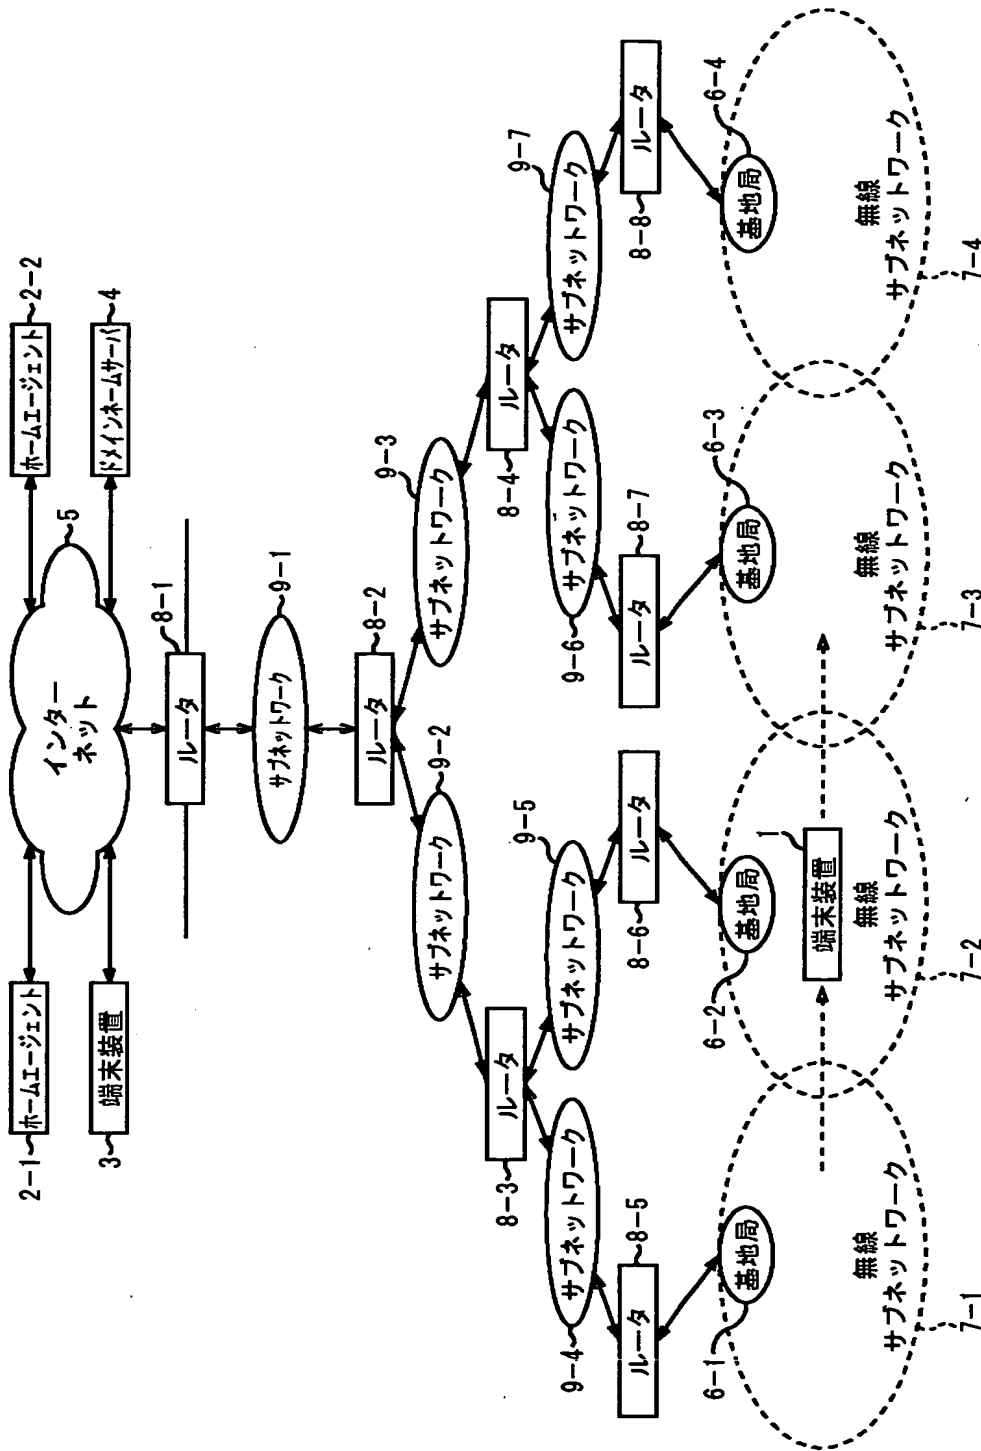 2-1
ホームエージェント
ホームエージェント
2-2
5
インター
ネット
3
端末装置
ドメインネームサーバ
4
8-1
ルータ
サブネットワーク
9-1
ルータ
8-2
9-2
サブネットワーク
9-3
サブネットワーク
ルータ
8-3
ルータ
8-4
9-4
サブネットワーク
9-5
サブネットワーク
9-6
サブネットワーク
9-7
サブネットワーク
ルータ
8-5
ルータ
8-6
ルータ
8-7
ルータ
8-8
6-1
基地局
6-2
基地局
6-3
基地局
6-4
基地局
1
端末装置
無線
サブネットワーク
7-1
無線
サブネットワーク
7-2
無線
サブネットワーク
7-3
無線
サブネットワーク
7-4